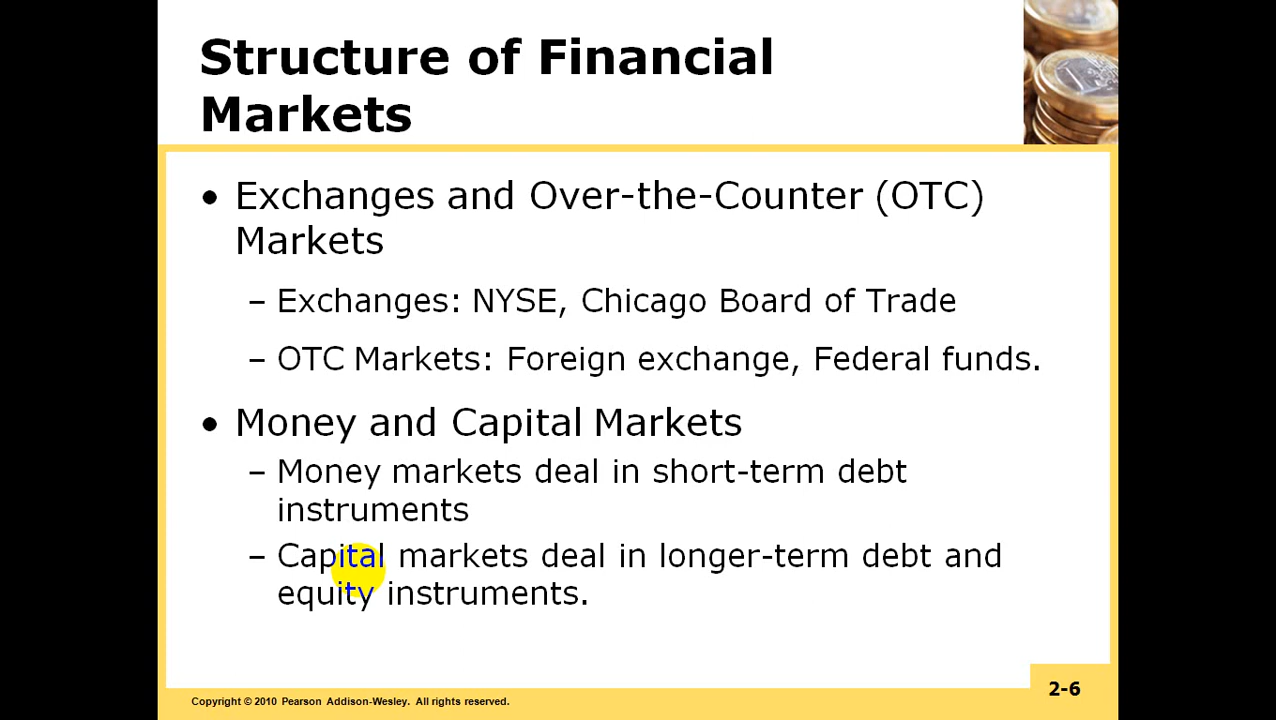 Structure of Financial
Markets
• Exchanges and Over-the-Counter (OTC)
Markets
– Exchanges: NYSE, Chicago Board of Trade
– OTC Markets: Foreign exchange, Federal funds.
• Money and Capital Markets
– Money markets deal in short-term debt
instruments
– Capital markets deal in longer-term debt and
equity instruments.
Copyright © 2010 Pearson Addison-Wesley. All rights reserved.
2-6